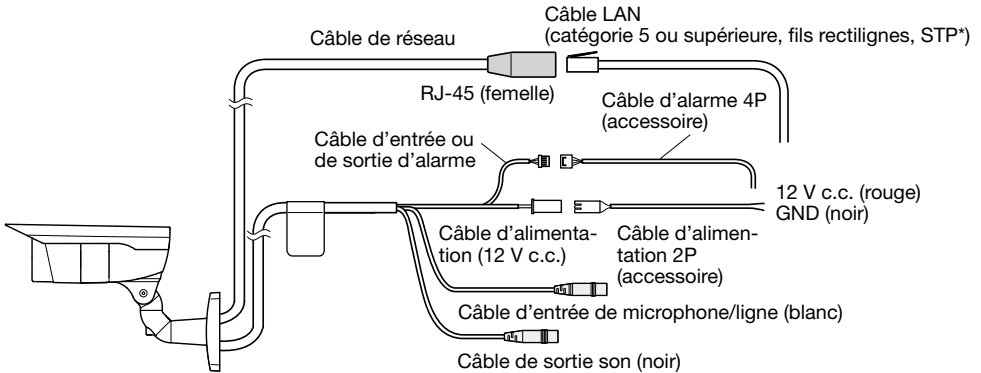 Câble LAN
(catégorie 5 ou supérieure, fils rectilignes, STP*)
Câble de réseau
RJ-45 (femelle)
Câble d’alarme 4P
(accessoire)
Câble d’entrée ou
de sortie d’alarme
12 V c.c. (rouge)
GND (noir)
Câble d’alimenta-
tion (12 V c.c.)
Câble d’alimen-
tation 2P
(accessoire)
Câble d’entrée de microphone/ligne (blanc)
Câble de sortie son (noir)